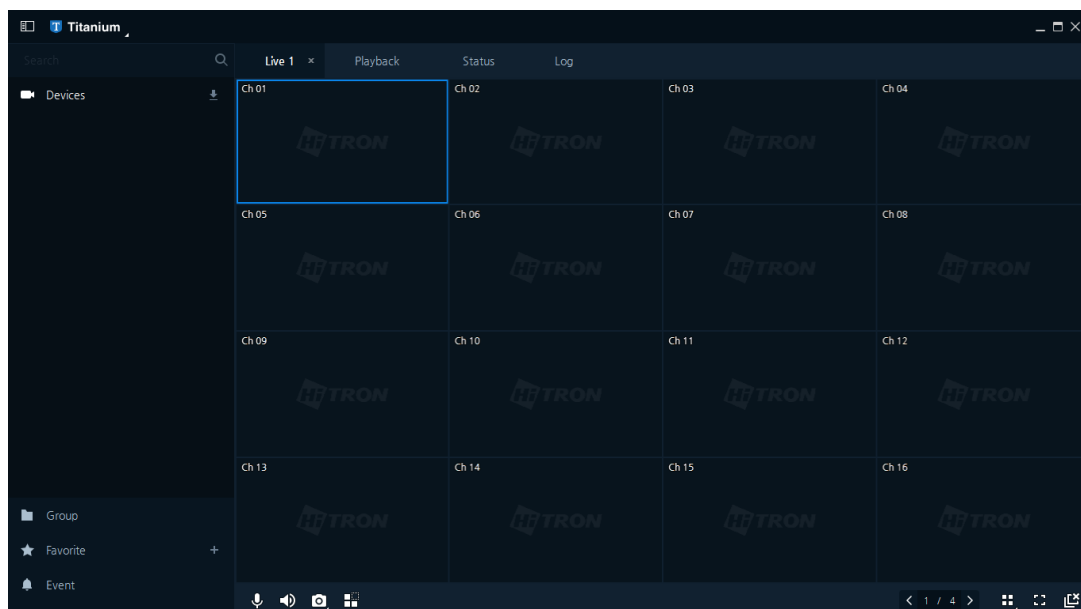 Titanium
Search
Live 1 × Playback Status Log
Devices
Ch 01 Ch 02 Ch 03 Ch 04
HiTRON HiTRON HiTRON HiTRON
Ch 05 Ch 06 Ch 07 Ch 08
HiTRON HiTRON HiTRON HiTRON
Ch 09 Ch 10 Ch 11 Ch 12
HiTRON HiTRON HiTRON HiTRON
Ch 13 Ch 14 Ch 15 Ch 16
HiTRON HiTRON HiTRON HiTRON
Group
Favorite +
Event
< 1 / 4 >